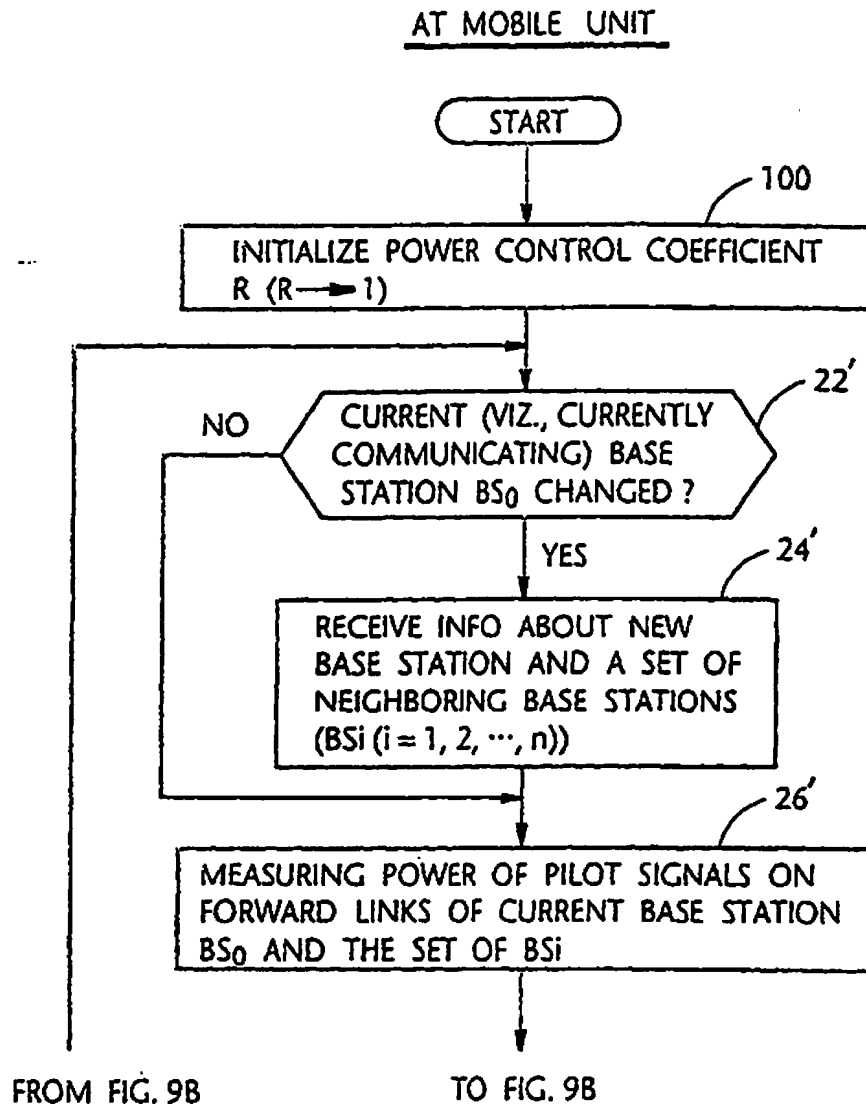 AT MOBILE UNIT
START
100
INITIALIZE POWER CONTROL COEFFICIENT
R (R→1)
22′
NO
CURRENT (VIZ., CURRENTLY
COMMUNICATING) BASE
STATION BS₀ CHANGED ?
YES
24′
RECEIVE INFO ABOUT NEW
BASE STATION AND A SET OF
NEIGHBORING BASE STATIONS
(BSi (i = 1, 2, ···, n))
26′
MEASURING POWER OF PILOT SIGNALS ON
FORWARD LINKS OF CURRENT BASE STATION
BS₀ AND THE SET OF BSi
FROM FIG. 9B
TO FIG. 9B